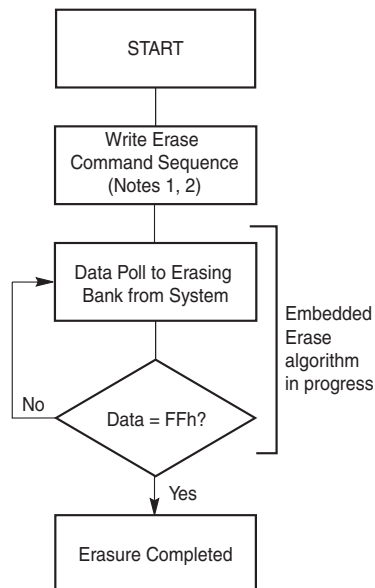 START
Write Erase
Command Sequence
(Notes 1, 2)
Data Poll to Erasing
Bank from System
Embedded
Erase
algorithm
in progress
No
Data = FFh?
Yes
Erasure Completed